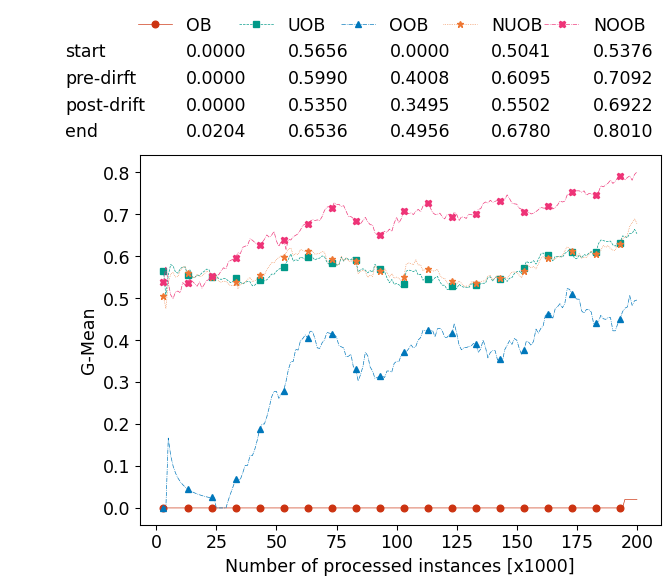 OB UOB OOB NUOB NOOB
start 0.0000 0.5656 0.0000 0.5041 0.5376
pre-dirft 0.0000 0.5990 0.4008 0.6095 0.7092
post-drift 0.0000 0.5350 0.3495 0.5502 0.6922
end 0.0204 0.6536 0.4956 0.6780 0.8010
0.8
0.7
0.6
0.5
0.4
0.3
0.2
0.1
0.0
G-Mean
0 25 50 75 100 125 150 175 200
Number of processed instances [x1000]